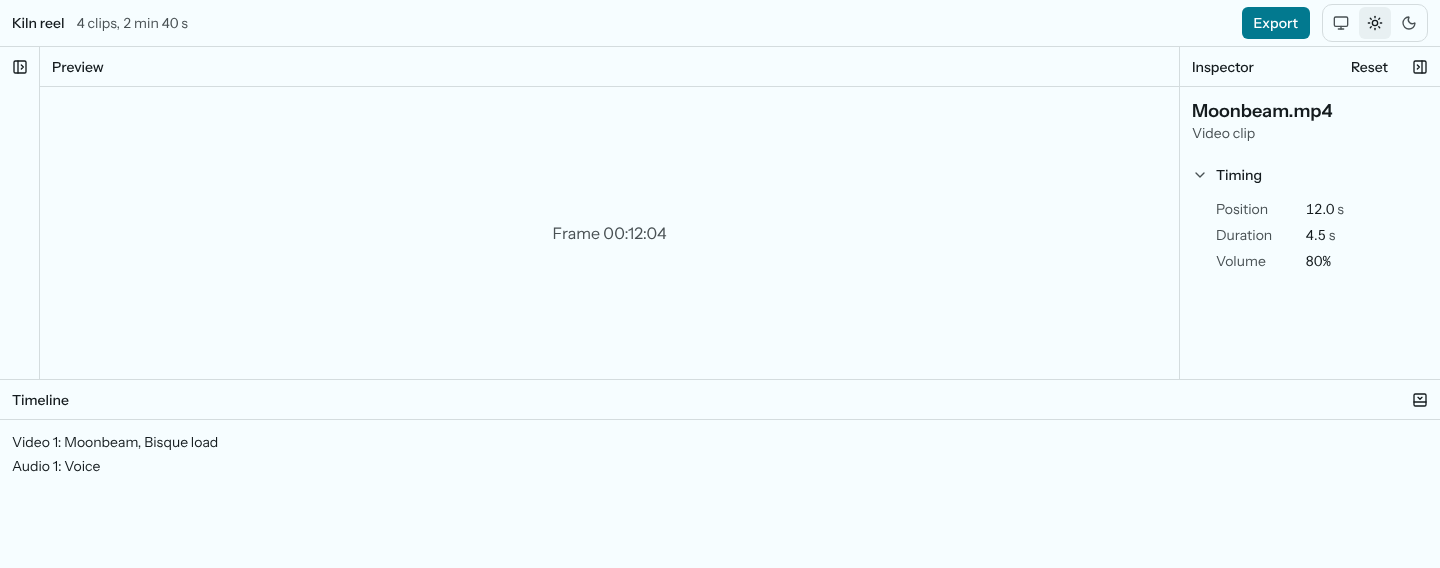 Kiln reel 4 clips, 2 min 40 s
Export
Preview
Inspector
Reset
Moonbeam.mp4
Video clip
Timing
Position 12.0 s
Duration 4.5 s
Volume 80%
Frame 00:12:04
Timeline
Video 1: Moonbeam, Bisque load
Audio 1: Voice